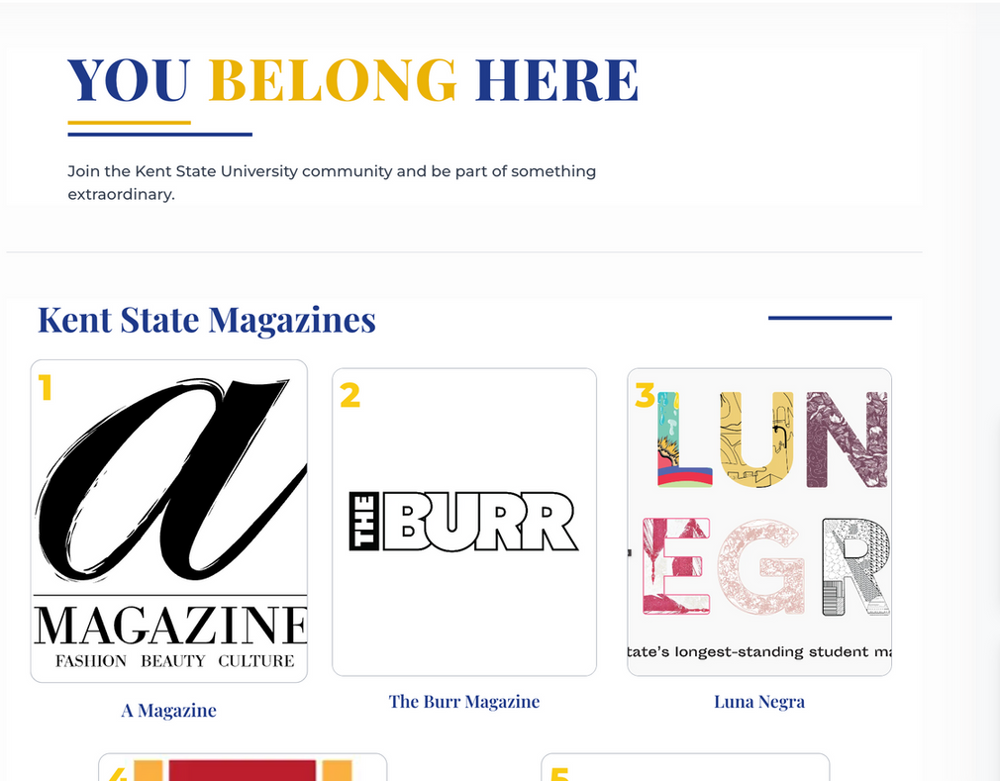 YOU BELONG HERE
Join the Kent State University community and be part of something
extraordinary.
Kent State Magazines
1
a
MAGAZINE
FASHION BEAUTY CULTURE
A Magazine
2
THE BURR
The Burr Magazine
3
LUN
EGR
tate's longest-standing student ma
Luna Negra
4
5